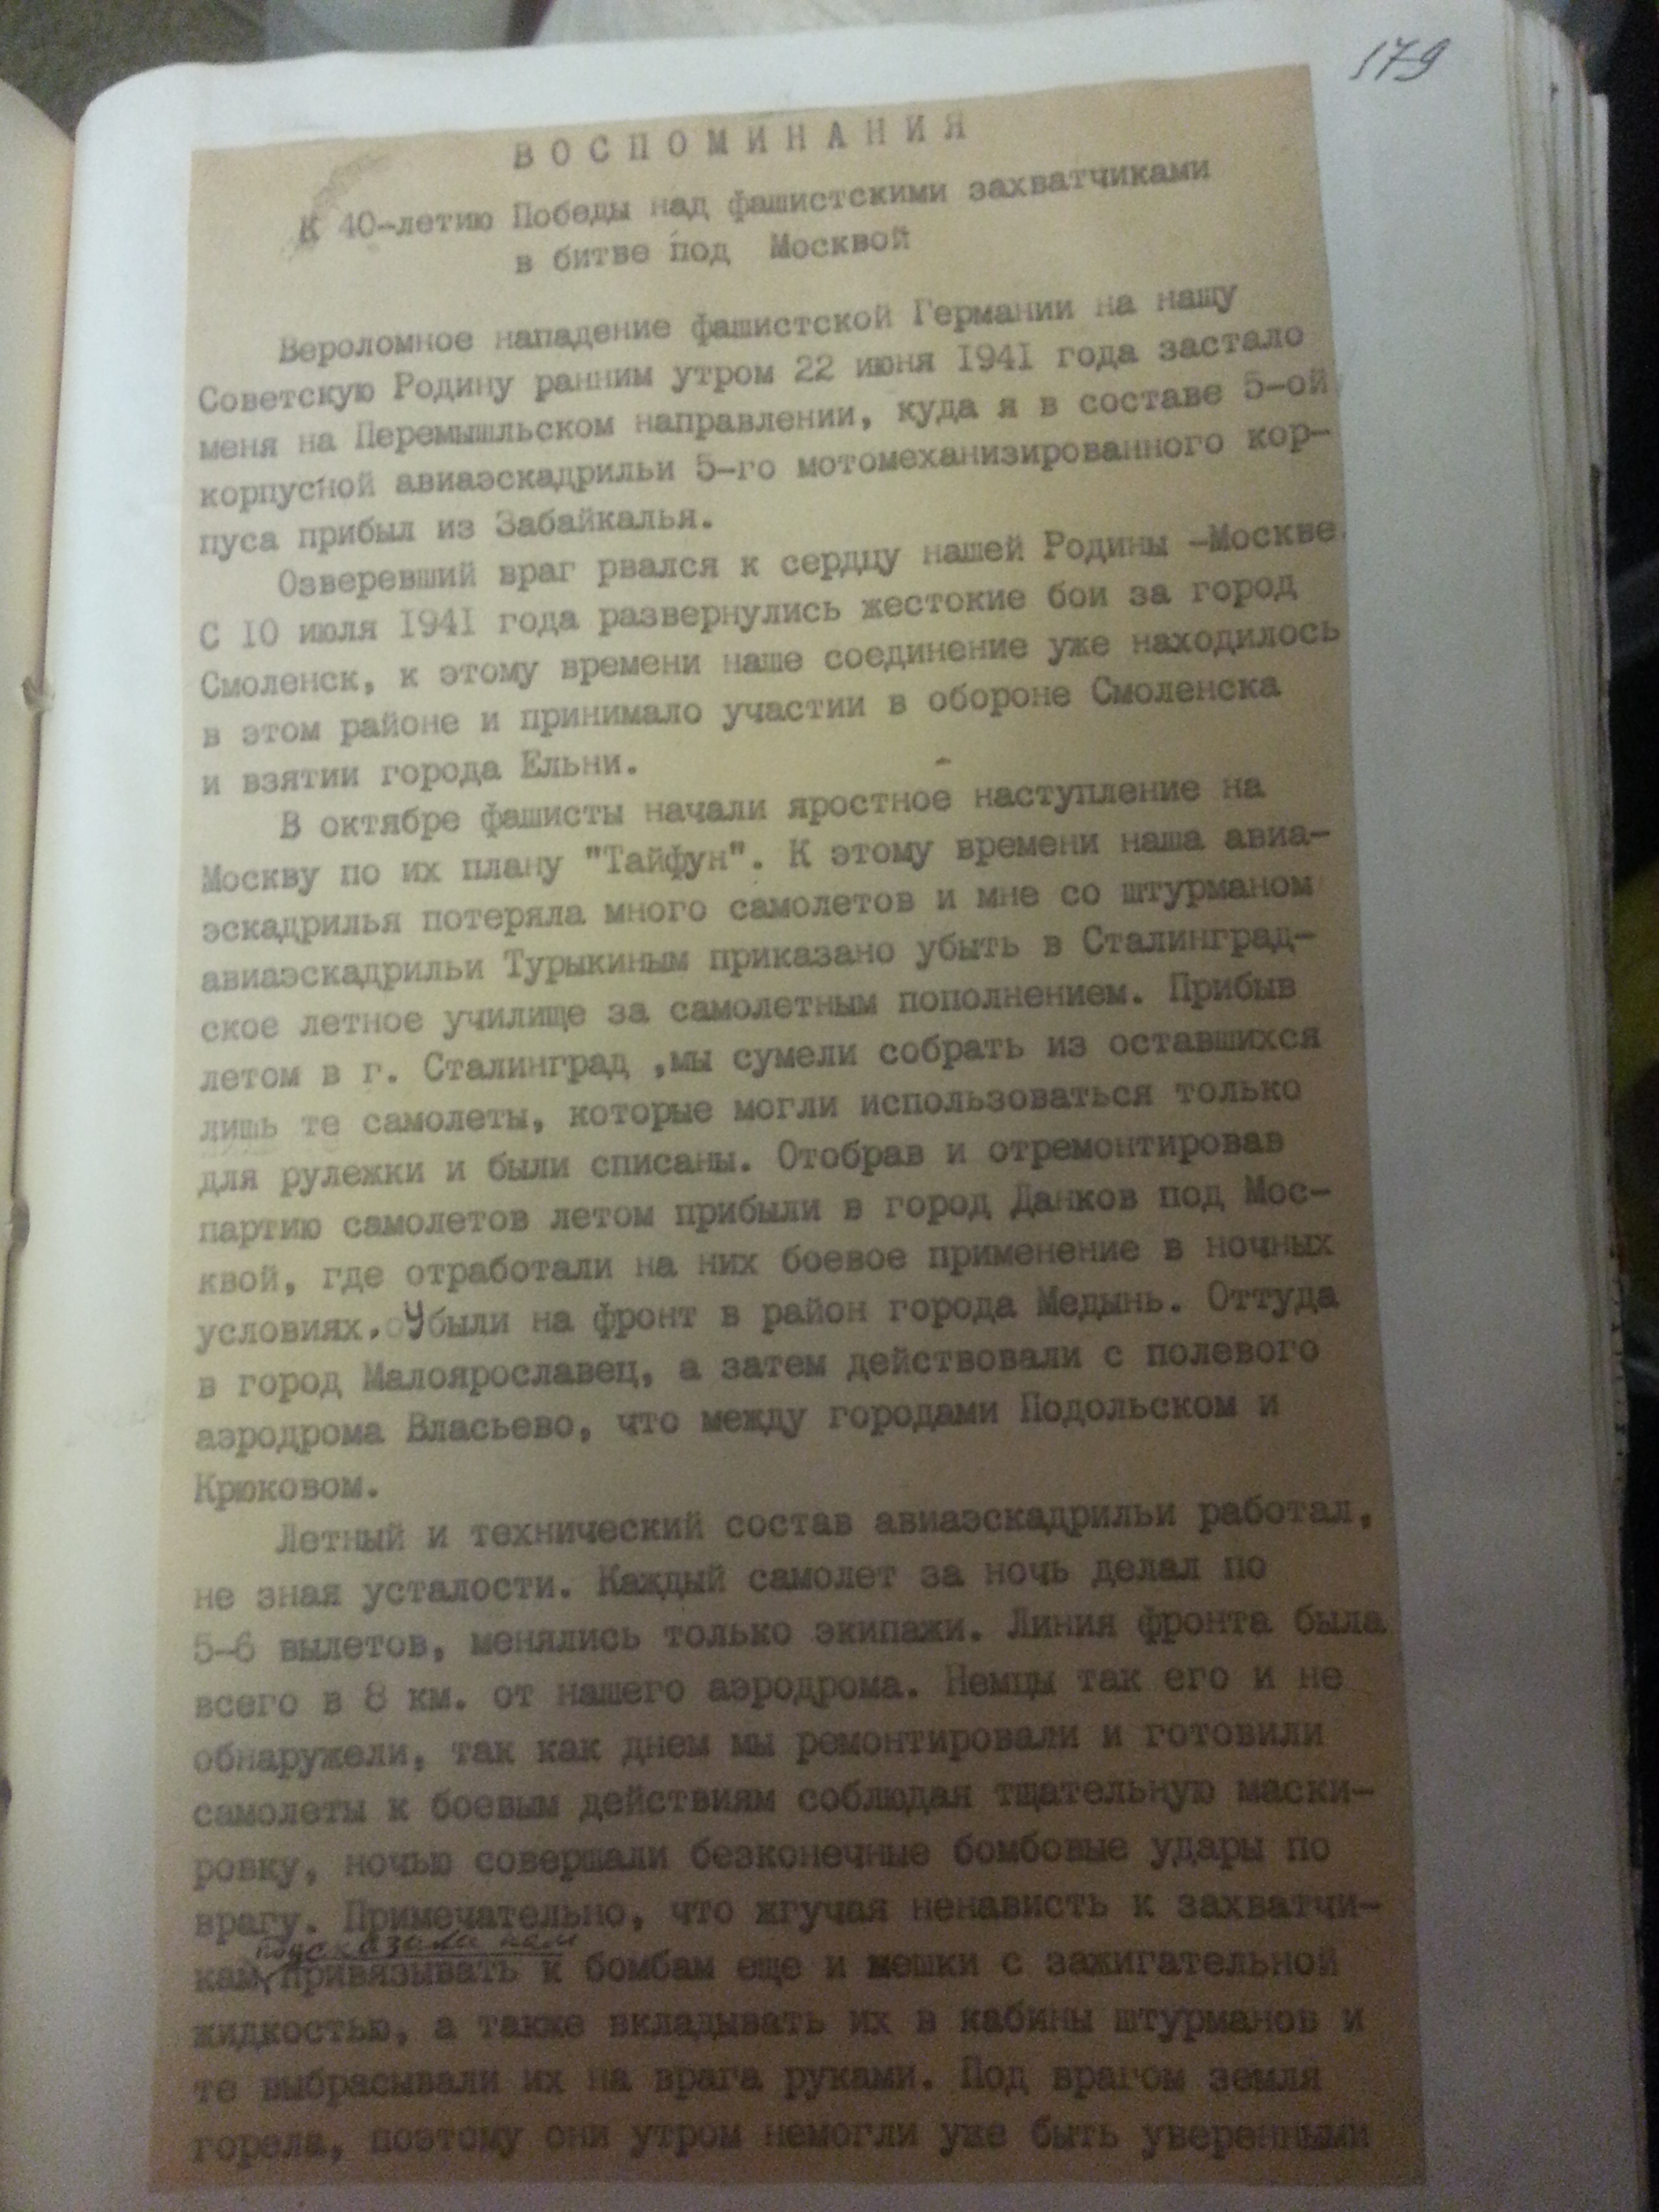 179
ВОСПОМИНАНИЯ
К 40-летию Победы над фашистскими захватчиками
в битве под Москвой
Вероломное нападение фашистской Германии на нашу
Советскую Родину ранним утром 22 июня 1941 года застало
меня на Перемышльском направлении, куда я в составе 5-ой
корпусной авиаэскадрильи 5-го мотомеханизированного кор-
пуса прибыл из Забайкалья.
Озверевший враг рвался к сердцу нашей Родины -Москве.
С 10 июля 1941 года развернулись жестокие бои за город
Смоленск, к этому времени наше соединение уже находилось
в этом районе и принимало участии в обороне Смоленска
и взятии города Ельни.
В октябре фашисты начали яростное наступление на
Москву по их плану "Тайфун". К этому времени наша авиа-
эскадрилья потеряла много самолетов и мне со штурманом
авиаэскадрильи Турыкиным приказано убыть в Сталинград-
ское летное училище за самолетным пополнением. Прибыв
летом в г. Сталинград ,мы сумели собрать из оставшихся
лишь те самолеты, которые могли использоваться только
для рулежки и были списаны. Отобрав и отремонтировав
партию самолетов летом прибыли в город Данков под Мос-
квой, где отработали на них боевое применение в ночных
условиях. Убыли на фронт в район города Медынь. Оттуда
в город Малоярославец, а затем действовали с полевого
аэродрома Власьево, что между городами Подольском и
Крюковом.
Летный и технический состав авиаэскадрильи работал,
не зная усталости. Каждый самолет за ночь делал по
5-6 вылетов, менялись только экипажи. Линия фронта была
всего в 8 км. от нашего аэродрома. Немцы так его и не
обнаружели, так как днем мы ремонтировали и готовили
самолеты к боевым действиям соблюдая тщательную маски-
ровку, ночью совершали безконечные бомбовые удары по
врагу. Примечательно, что жгучая ненависть к захватчи-
подсказала нам
кам привязывать к бомбам еще и мешки с зажигательной
жидкостью, а также вкладывать их в кабины штурманов и
те выбрасывали их на врага руками. Под врагом земля
горела, поэтому они утром немогли уже быть уверенными